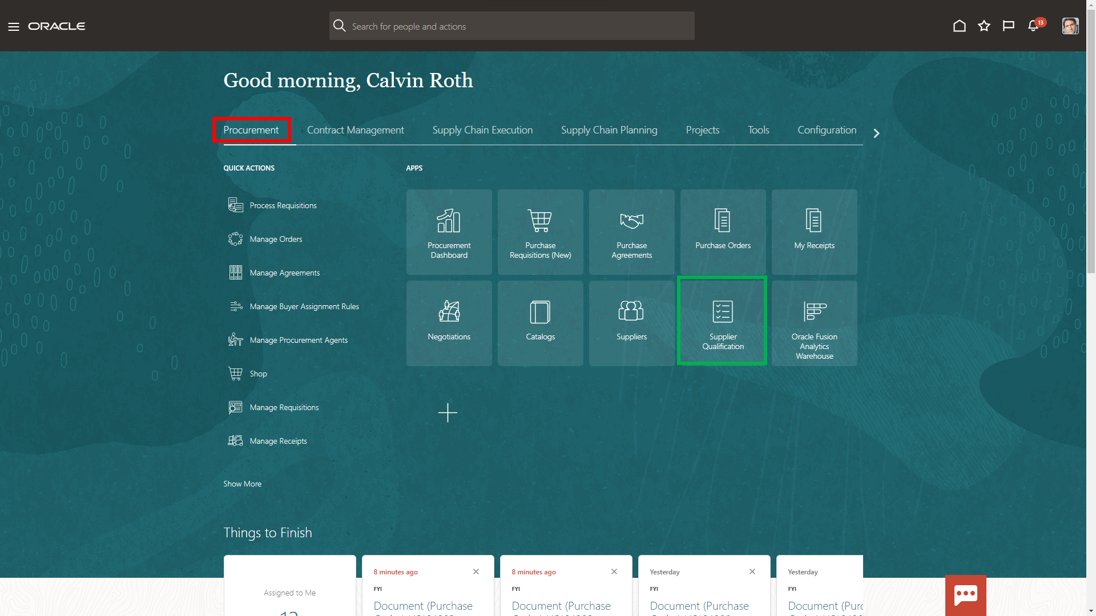 ORACLE
Search for people and actions
13
Good morning, Calvin Roth
Procurement
Contract Management
Supply Chain Execution
Supply Chain Planning
Projects
Tools
Configuration
QUICK ACTIONS
Process Requisitions
Manage Orders
Manage Agreements
Manage Buyer Assignment Rules
Manage Procurement Agents
Shop
Manage Requisitions
Manage Receipts
Show More
APPS
Procurement
Dashboard
Purchase
Requisitions (New)
Purchase
Agreements
Purchase Orders
My Receipts
Negotiations
Catalogs
Suppliers
Supplier
Qualification
Oracle Fusion
Analytics
Warehouse
Things to Finish
Assigned to Me
8 minutes ago
FYI
Document (Purchase
8 minutes ago
FYI
Document (Purchase
Yesterday
FYI
Document (Purchase
Yesterday
FYI
Document (Purc